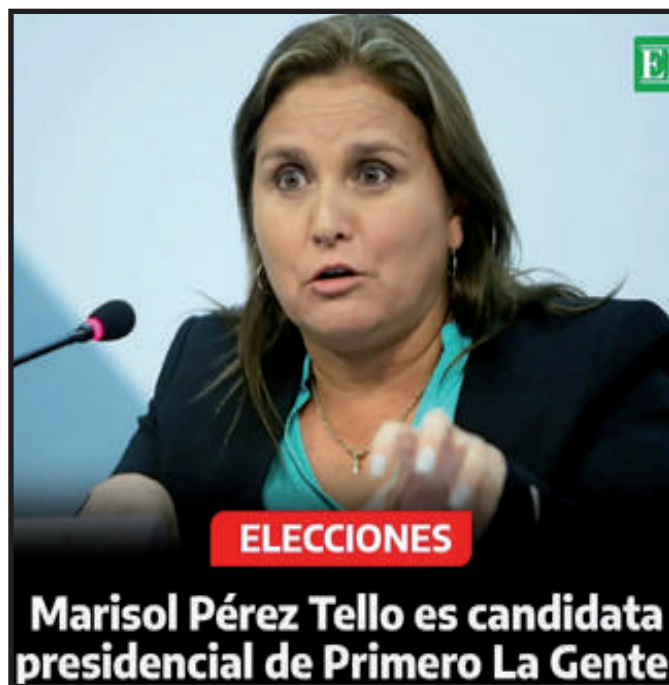 E
ELECCIONES
Marisol Pérez Tello es candidata
presidencial de Primero La Gente